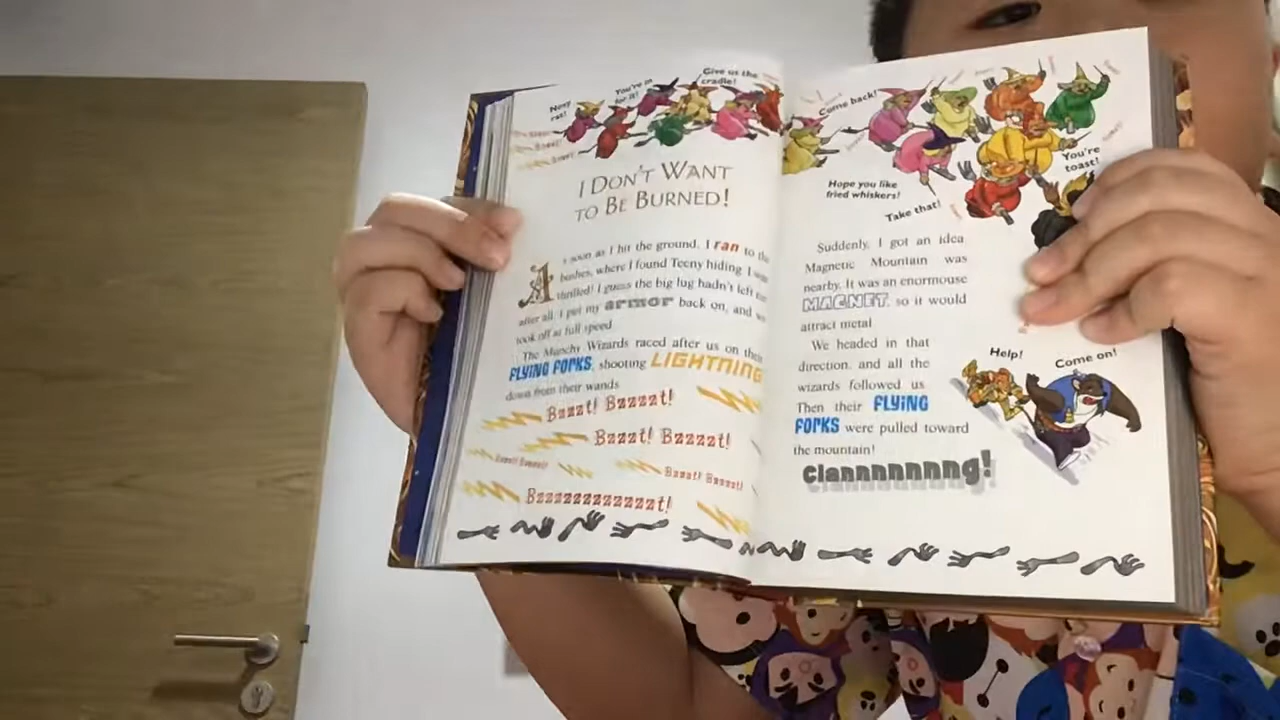 Nosy
rat!
You're in
for it!
Give us the
cradle!
I DON'T WANT
TO BE BURNED!
As soon as I hit the ground, I ran to the
bushes, where I found Teeny hiding. I was
thrilled! I guess the big lug hadn't left me
after all. I put my armor back on, and we
took off at full speed.
The Munchy Wizards raced after us on their
FLYING FORKS, shooting LIGHTNING
down from their wands.
Bzzzt! Bzzzzt!
Bzzzt! Bzzzzt!
Bzzzt! Bzzzzt!
Bzzzt! Bzzzzt!
Bzzzzzzzzzzzzt!
Come back!
Hope you like
fried whiskers!
Take that!
You're
toast!
Suddenly, I got an idea
Magnetic Mountain was
nearby. It was an enormouse
MAGNET, so it would
attract metal.
We headed in that
direction, and all the
wizards followed us.
Then their FLYING
FORKS were pulled toward
the mountain!
Clannnnnnnng!
Help!
Come on!